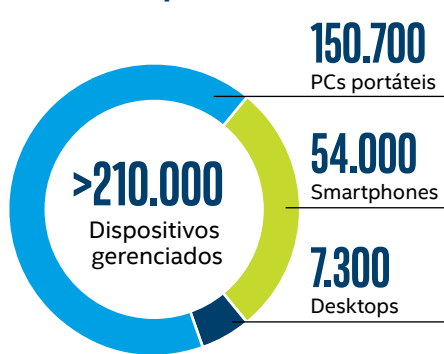 150.700
PCs portáteis
54.000
Smartphones
7.300
Desktops
>210.000
Dispositivos
gerenciados